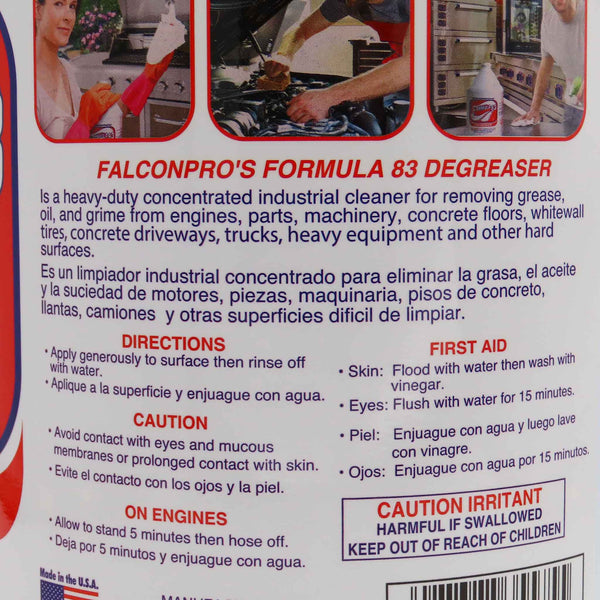 FALCONPRO'S FORMULA 83 DEGREASER
Is a heavy-duty concentrated industrial cleaner for removing grease,
oil, and grime from engines, parts, machinery, concrete floors, whitewall
tires, concrete driveways, trucks, heavy equipment and other hard
surfaces.
Es un limpiador industrial concentrado para eliminar la grasa, el aceite
y la suciedad de motores, piezas, maquinaria, pisos de concreto,
llantas, camiones y otras superficies dificil de limpiar.
DIRECTIONS
• Apply generously to surface then rinse off
with water.
• Aplique a la superficie y enjuague con agua.
CAUTION
• Avoid contact with eyes and mucous
membranes or prolonged contact with skin.
• Evite el contacto con los ojos y la piel.
ON ENGINES
• Allow to stand 5 minutes then hose off.
• Deja por 5 minutos y enjuague con agua.
FIRST AID
• Skin: Flood with water then wash with
vinegar.
• Eyes: Flush with water for 15 minutes.
• Piel: Enjuague con agua y luego lave
con vinagre.
• Ojos: Enjuague con agua por 15 minutos.
CAUTION IRRITANT
HARMFUL IF SWALLOWED
KEEP OUT OF REACH OF CHILDREN
Made in the U.S.A.